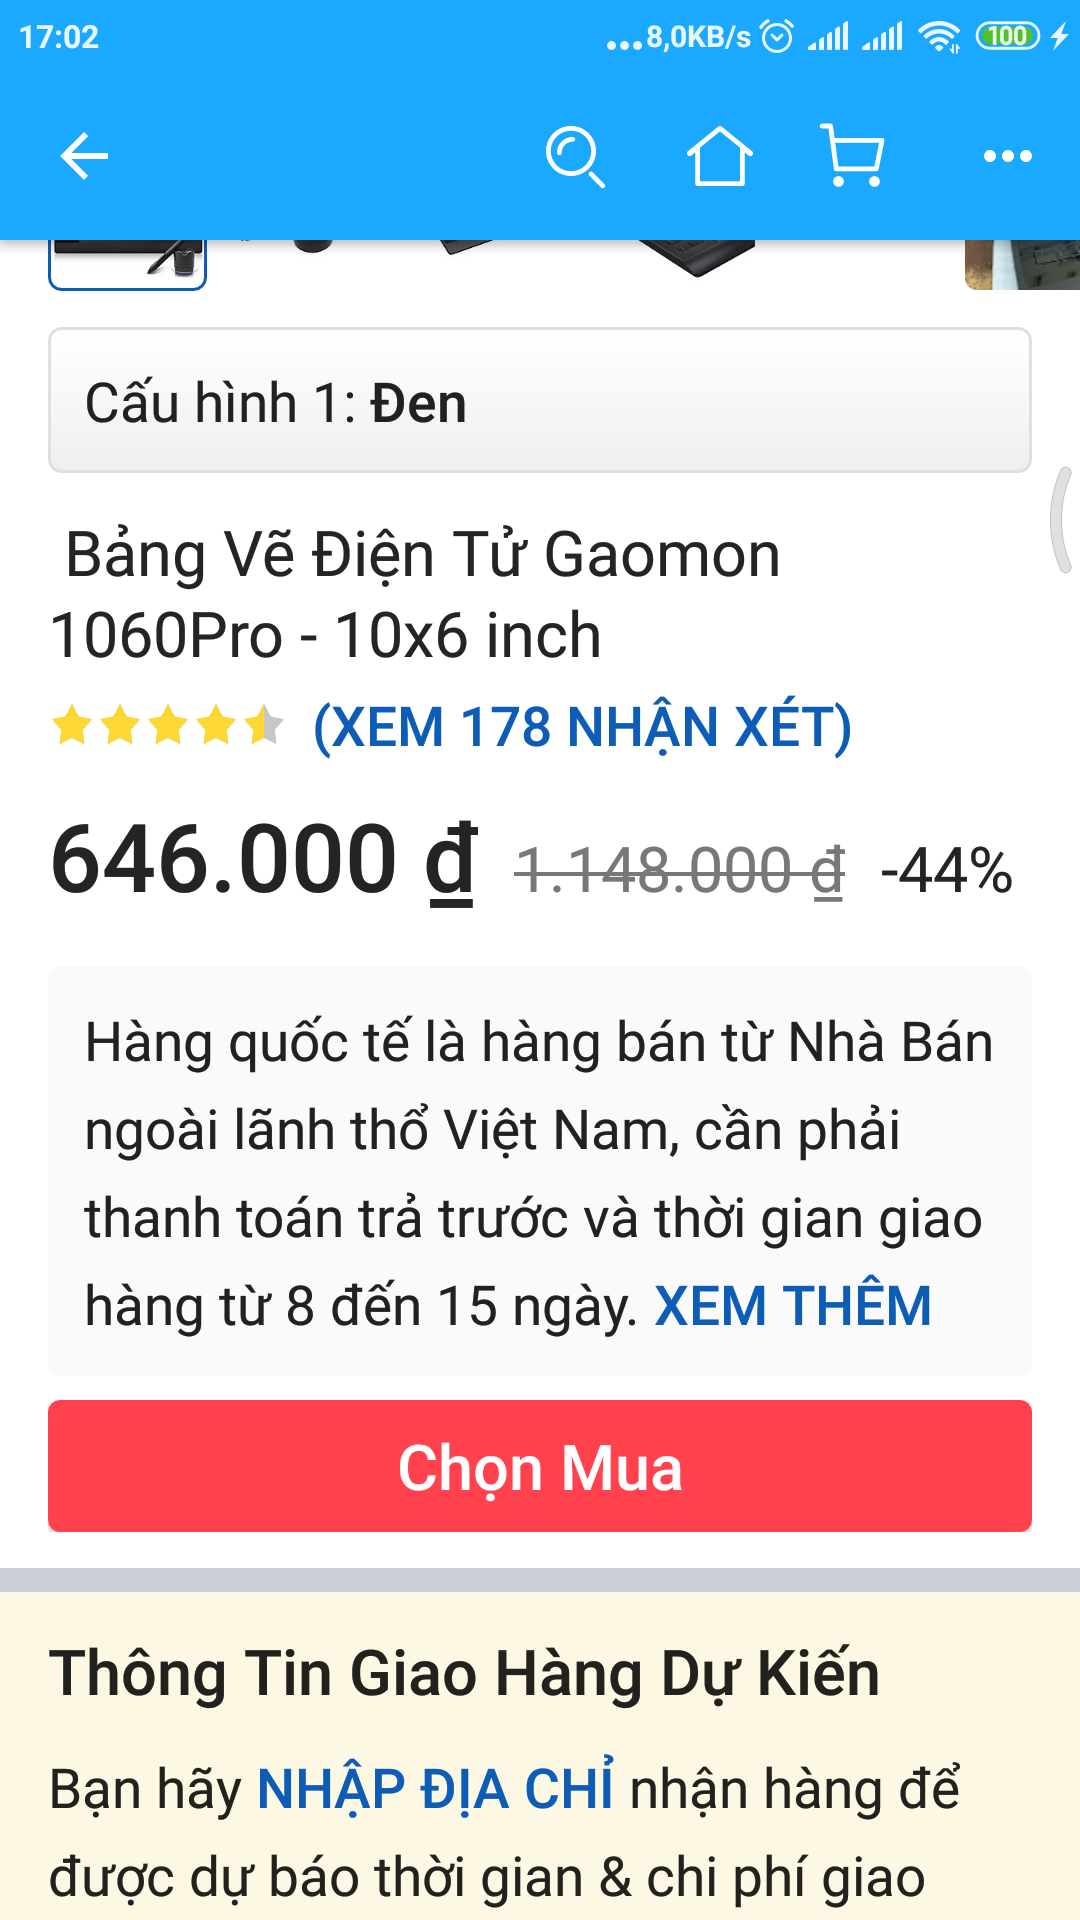 17:02
...8,0KB/s
100
Cấu hình 1: Đen
Bảng Vẽ Điện Tử Gaomon
1060Pro - 10x6 inch
(XEM 178 NHẬN XÉT)
646.000 ₫ 1.148.000 ₫ -44%
Hàng quốc tế là hàng bán từ Nhà Bán
ngoài lãnh thổ Việt Nam, cần phải
thanh toán trả trước và thời gian giao
hàng từ 8 đến 15 ngày. XEM THÊM
Chọn Mua
Thông Tin Giao Hàng Dự Kiến
Bạn hãy NHẬP ĐỊA CHỈ nhận hàng để
được dự báo thời gian & chi phí giao